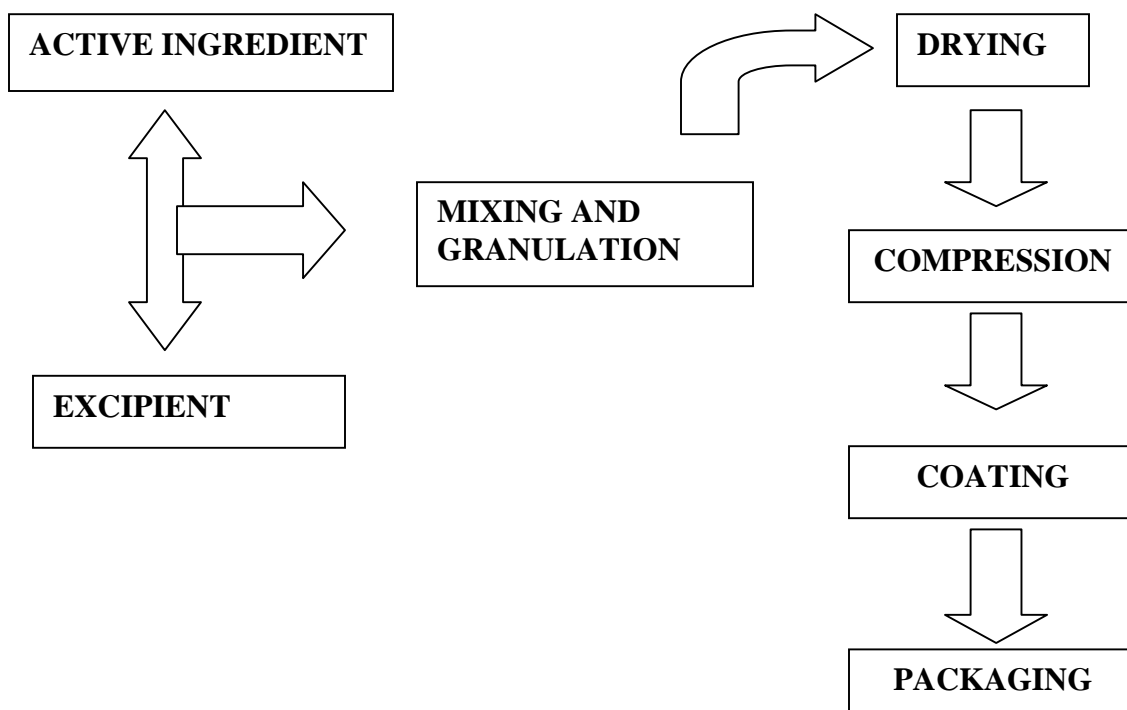 ACTIVE INGREDIENT
EXCIPIENT
MIXING AND
GRANULATION
DRYING
COMPRESSION
COATING
PACKAGING